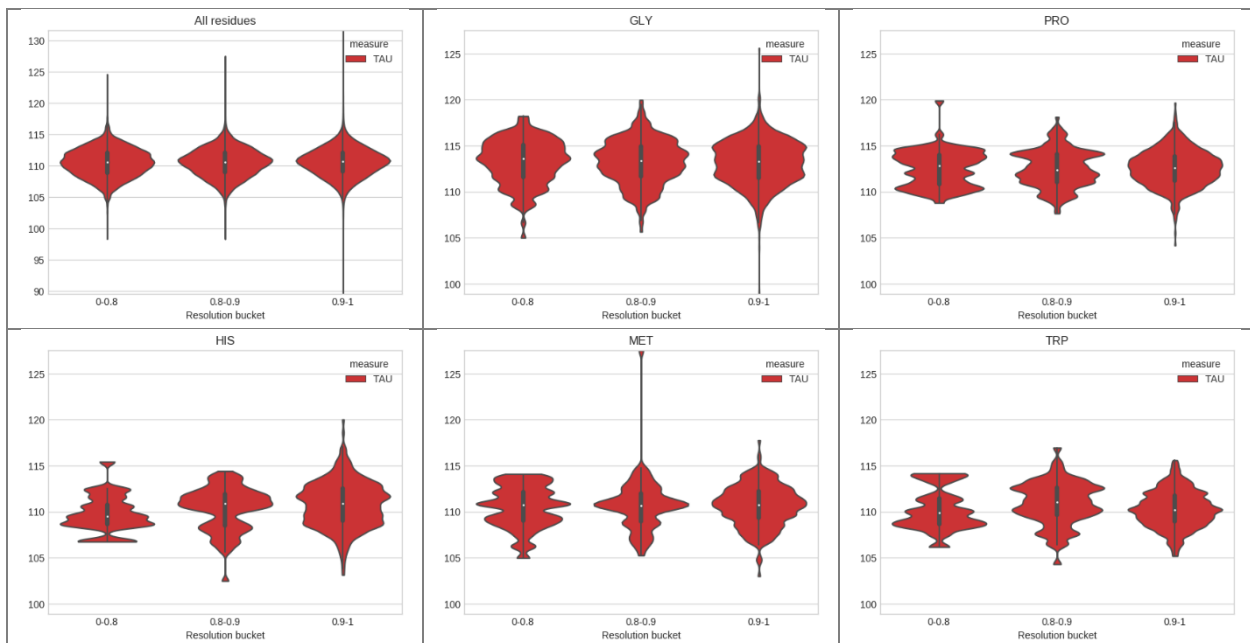 All residues
measure
TAU
130
125
120
115
110
105
100
95
90
0-0.8 0.8-0.9 0.9-1
Resolution bucket
GLY
measure
TAU
125
120
115
110
105
100
0-0.8 0.8-0.9 0.9-1
Resolution bucket
PRO
measure
TAU
125
120
115
110
105
100
0-0.8 0.8-0.9 0.9-1
Resolution bucket
HIS
measure
TAU
125
120
115
110
105
100
0-0.8 0.8-0.9 0.9-1
Resolution bucket
MET
measure
TAU
125
120
115
110
105
100
0-0.8 0.8-0.9 0.9-1
Resolution bucket
TRP
measure
TAU
125
120
115
110
105
100
0-0.8 0.8-0.9 0.9-1
Resolution bucket